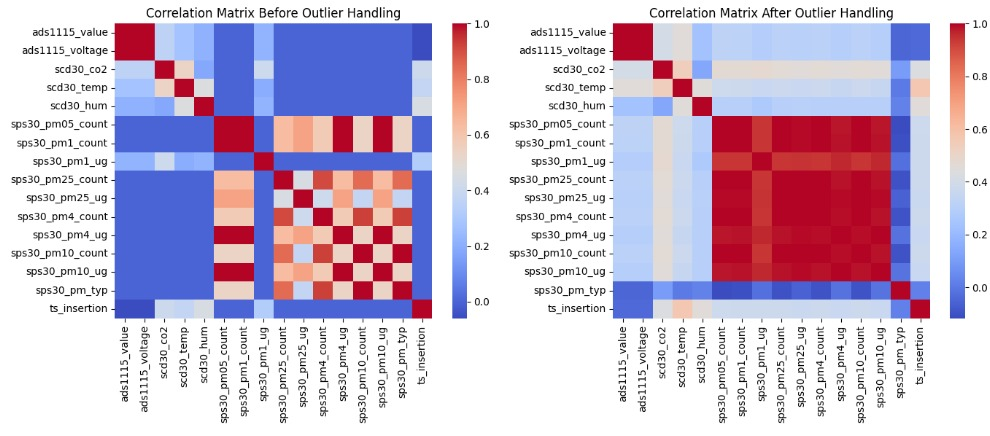 Correlation Matrix Before Outlier Handling
ads1115_value
ads1115_voltage
scd30_co2
scd30_temp
scd30_hum
sps30_pm05_count
sps30_pm1_count
sps30_pm1_ug
sps30_pm25_count
sps30_pm25_ug
sps30_pm4_count
sps30_pm4_ug
sps30_pm10_count
sps30_pm10_ug
sps30_pm_typ
ts_insertion
ads1115_value
ads1115_voltage
scd30_co2
scd30_temp
scd30_hum
sps30_pm05_count
sps30_pm1_count
sps30_pm1_ug
sps30_pm25_count
sps30_pm25_ug
sps30_pm4_count
sps30_pm4_ug
sps30_pm10_count
sps30_pm10_ug
sps30_pm_typ
ts_insertion
1.0
0.8
0.6
0.4
0.2
0.0
Correlation Matrix After Outlier Handling
ads1115_value
ads1115_voltage
scd30_co2
scd30_temp
scd30_hum
sps30_pm05_count
sps30_pm1_count
sps30_pm1_ug
sps30_pm25_count
sps30_pm25_ug
sps30_pm4_count
sps30_pm4_ug
sps30_pm10_count
sps30_pm10_ug
sps30_pm_typ
ts_insertion
ads1115_value
ads1115_voltage
scd30_co2
scd30_temp
scd30_hum
sps30_pm05_count
sps30_pm1_count
sps30_pm1_ug
sps30_pm25_count
sps30_pm25_ug
sps30_pm4_count
sps30_pm4_ug
sps30_pm10_count
sps30_pm10_ug
sps30_pm_typ
ts_insertion
1.0
0.8
0.6
0.4
0.2
0.0